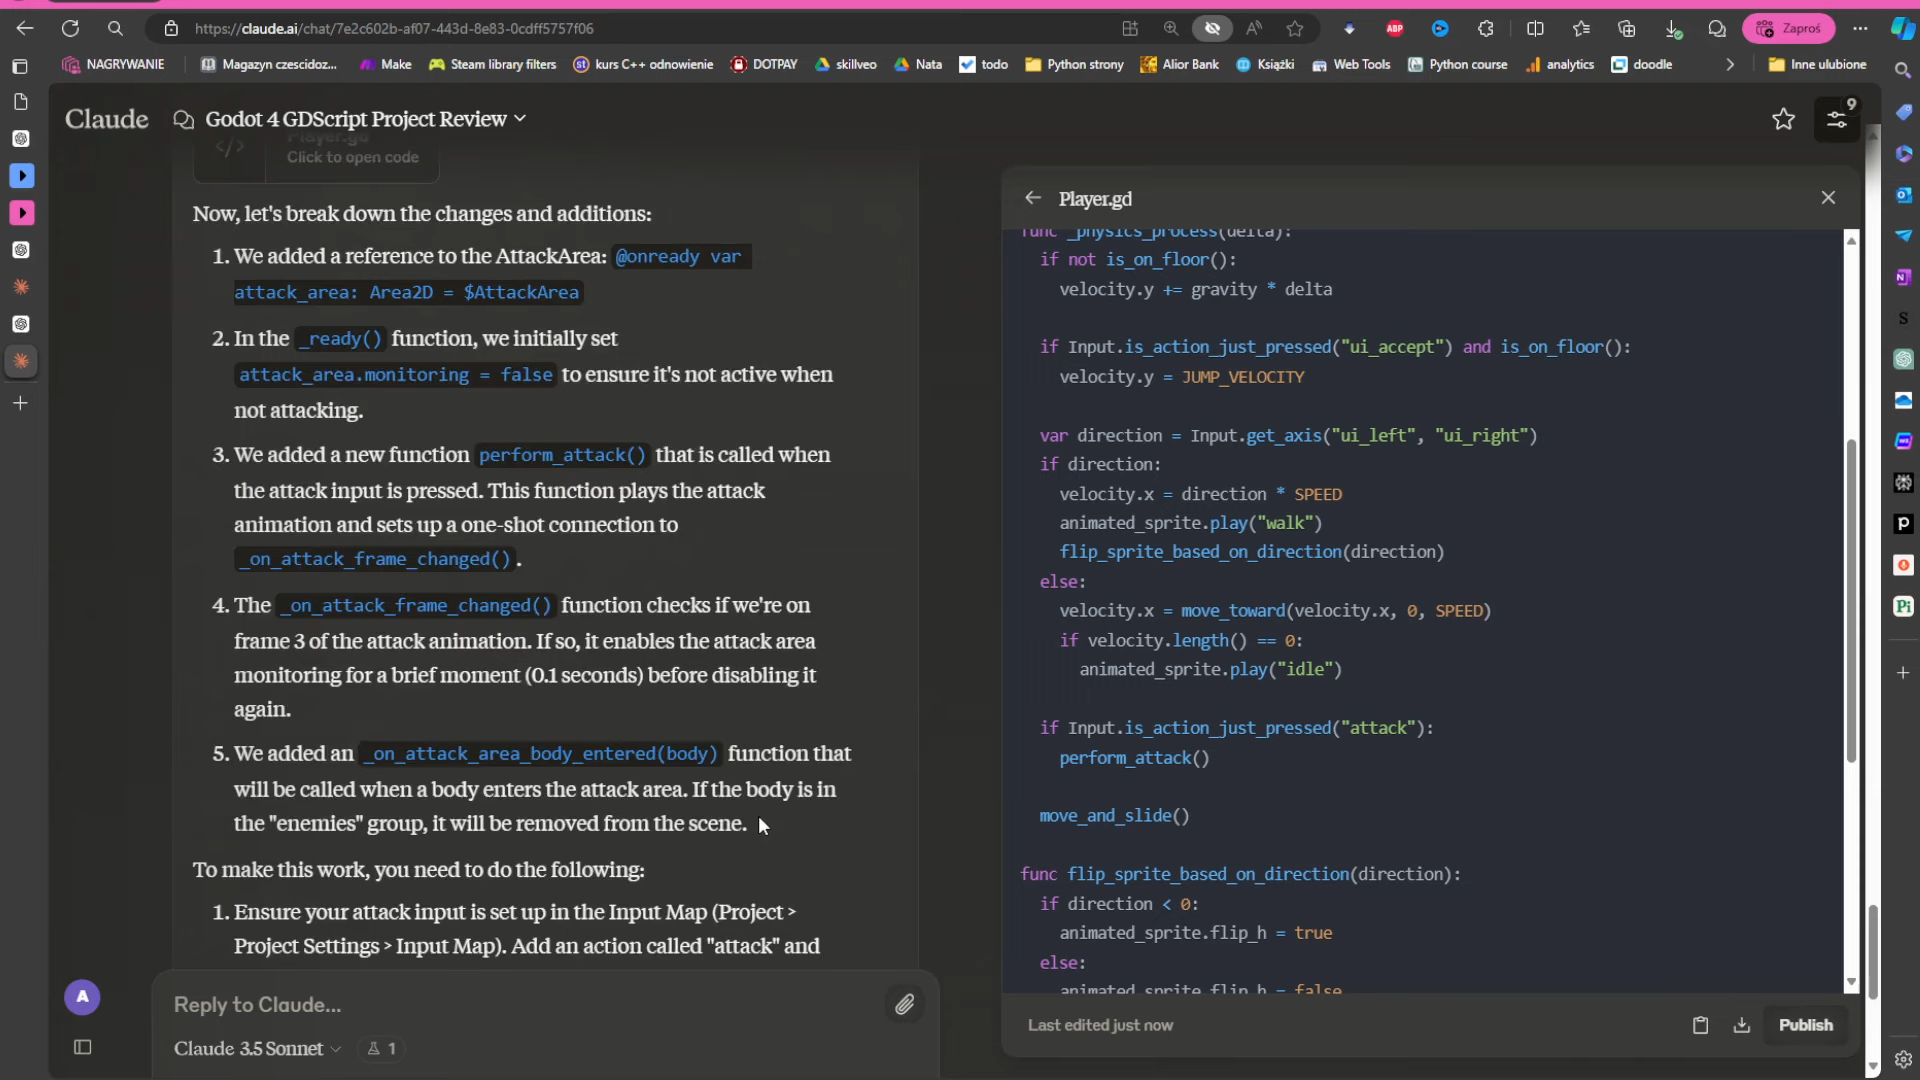 https://claude.ai/chat/7e2c602b-af07-443d-8e83-0cdff5757f06
Zaproś
NAGRYWANIE
Magazyn czescidoz...
Make
Steam library filters
kurs C++ odnowienie
DOTPAY
skillveo
Nata
todo
Python strony
Alior Bank
Książki
Web Tools
Python course
analytics
doodle
Inne ulubione
Claude
Godot 4 GDScript Project Review
9
Player.gd
Click to open code
Now, let's break down the changes and additions:
1. We added a reference to the AttackArea: @onready var
attack_area: Area2D = $AttackArea
2. In the _ready() function, we initially set
attack_area.monitoring = false to ensure it's not active when
not attacking.
3. We added a new function perform_attack() that is called when
the attack input is pressed. This function plays the attack
animation and sets up a one-shot connection to
_on_attack_frame_changed().
4. The _on_attack_frame_changed() function checks if we're on
frame 3 of the attack animation. If so, it enables the attack area
monitoring for a brief moment (0.1 seconds) before disabling it
again.
5. We added an _on_attack_area_body_entered(body) function that
will be called when a body enters the attack area. If the body is in
the "enemies" group, it will be removed from the scene.
To make this work, you need to do the following:
1. Ensure your attack input is set up in the Input Map (Project >
Project Settings > Input Map). Add an action called "attack" and
A
Reply to Claude...
Claude 3.5 Sonnet
1
Player.gd
func _physics_process(delta):
if not is_on_floor():
velocity.y += gravity * delta
if Input.is_action_just_pressed("ui_accept") and is_on_floor():
velocity.y = JUMP_VELOCITY
var direction = Input.get_axis("ui_left", "ui_right")
if direction:
velocity.x = direction * SPEED
animated_sprite.play("walk")
flip_sprite_based_on_direction(direction)
else:
velocity.x = move_toward(velocity.x, 0, SPEED)
if velocity.length() == 0:
animated_sprite.play("idle")
if Input.is_action_just_pressed("attack"):
perform_attack()
move_and_slide()
func flip_sprite_based_on_direction(direction):
if direction < 0:
animated_sprite.flip_h = true
else:
animated_sprite.flip_h = false
Last edited just now
Publish